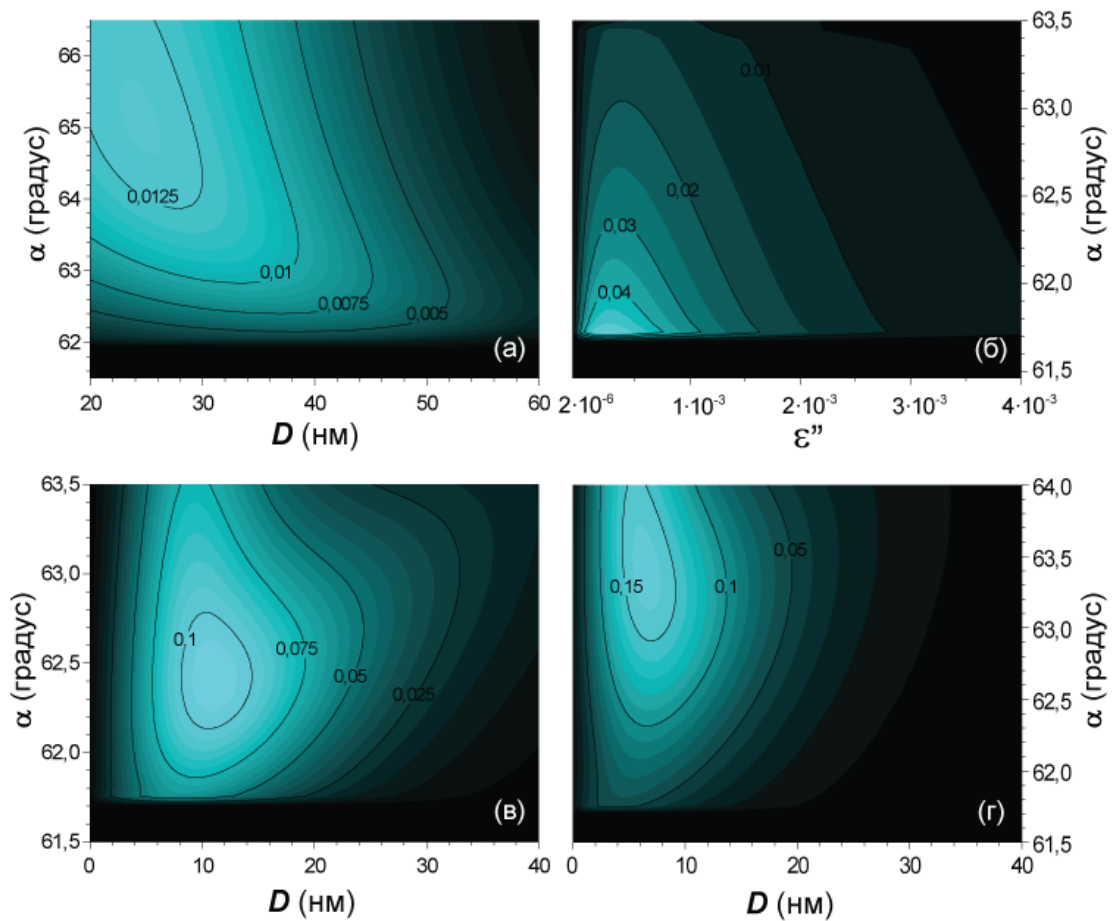 66
65
64
63
62
α (градус)
0,0125
0,01
0,0075
0,005
(а)
20 30 40 50 60
D (нм)
63,5
63,0
62,5
62,0
61,5
α (градус)
0.01
0,02
0,03
0,04
(б)
2·10⁻⁶ 1·10⁻³ 2·10⁻³ 3·10⁻³ 4·10⁻³
ε”
63,5
63,0
62,5
62,0
61,5
α (градус)
0,1
0,075
0,05
0,025
(в)
0 10 20 30 40
D (нм)
64,0
63,5
63,0
62,5
62,0
61,5
α (градус)
0,15
0,1
0,05
(г)
0 10 20 30 40
D (нм)